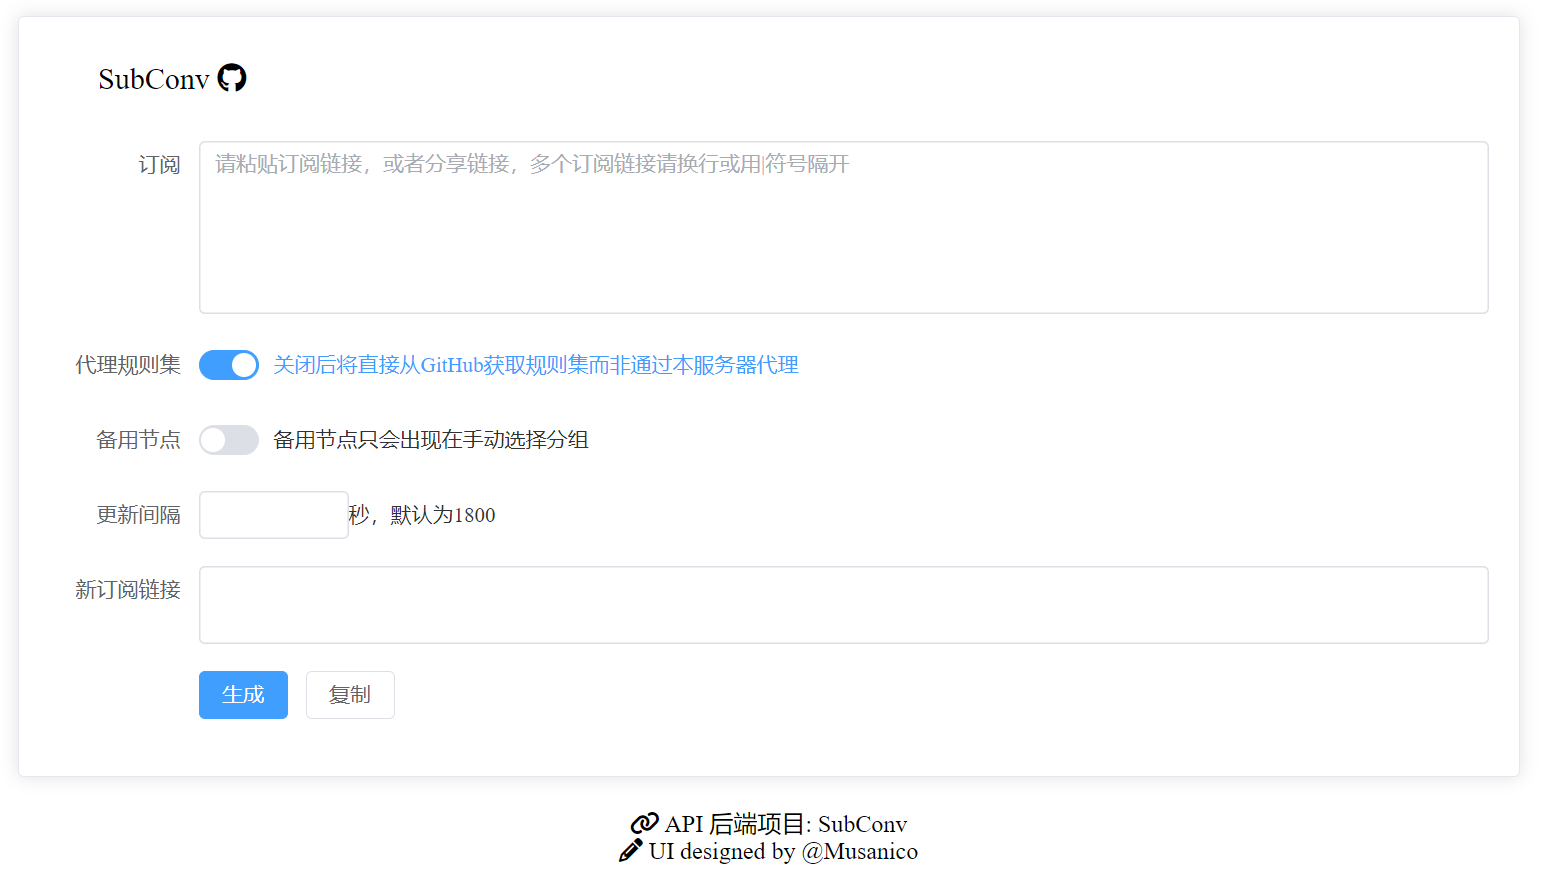 SubConv
订阅
请粘贴订阅链接，或者分享链接，多个订阅链接请换行或用|符号隔开
代理规则集
关闭后将直接从GitHub获取规则集而非通过本服务器代理
备用节点
备用节点只会出现在手动选择分组
更新间隔
秒，默认为1800
新订阅链接
生成
复制
API 后端项目: SubConv
UI designed by @Musanico